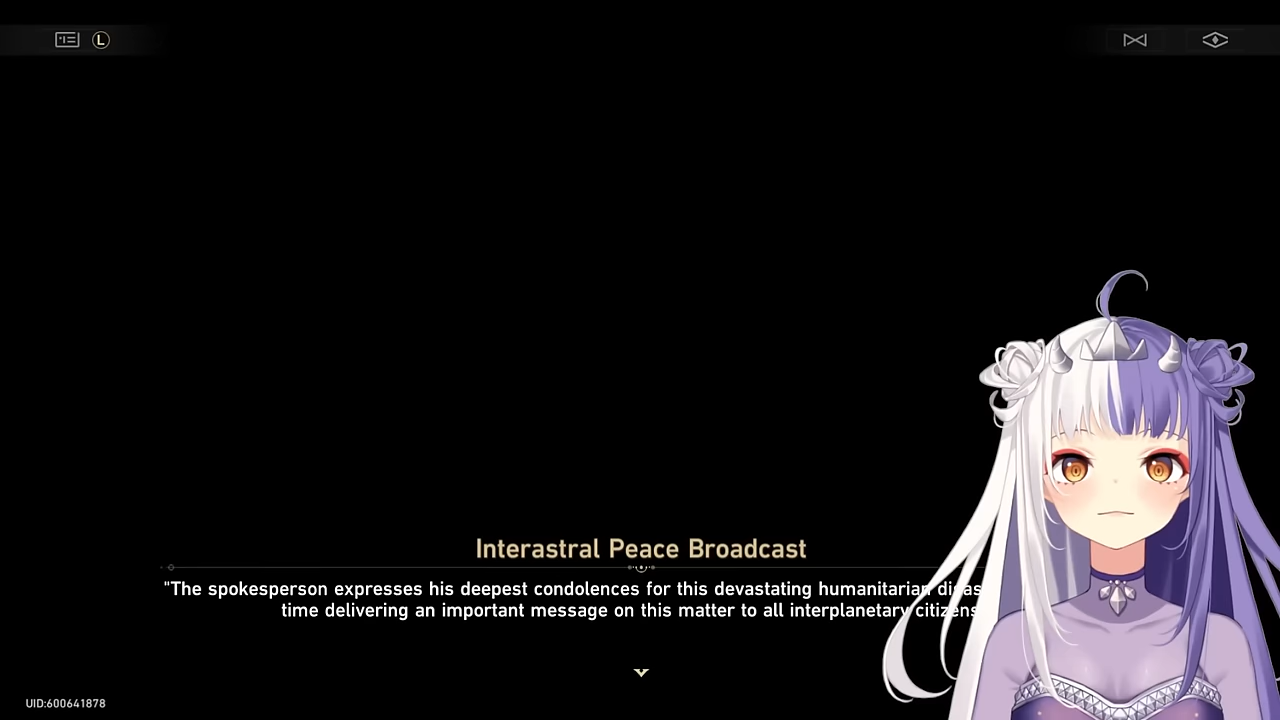 L
Interastral Peace Broadcast
"The spokesperson expresses his deepest condolences for this devastating humanitarian
time delivering an important message on this matter to all interplanetary citizens
UID:600641878